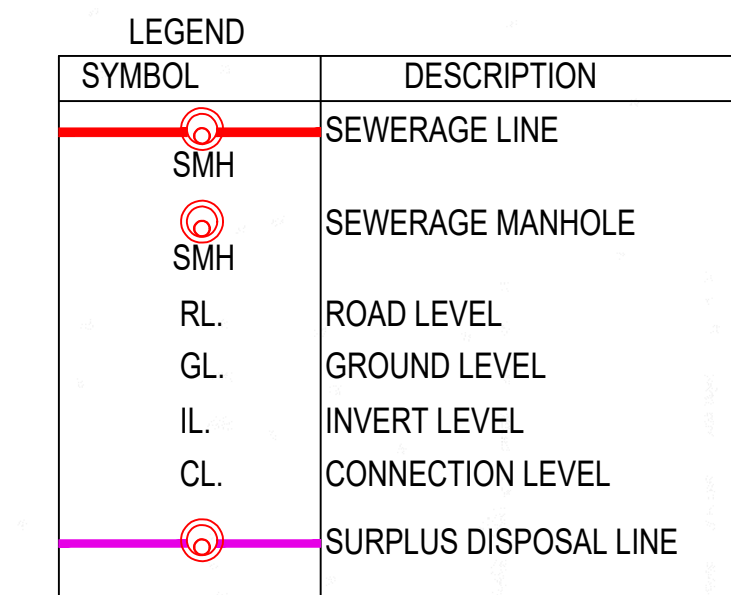 LEGEND
SYMBOL DESCRIPTION
SEWERAGE LINE
SMH
SEWERAGE MANHOLE
SMH
RL. ROAD LEVEL
GL. GROUND LEVEL
IL. INVERT LEVEL
CL. CONNECTION LEVEL
SURPLUS DISPOSAL LINE